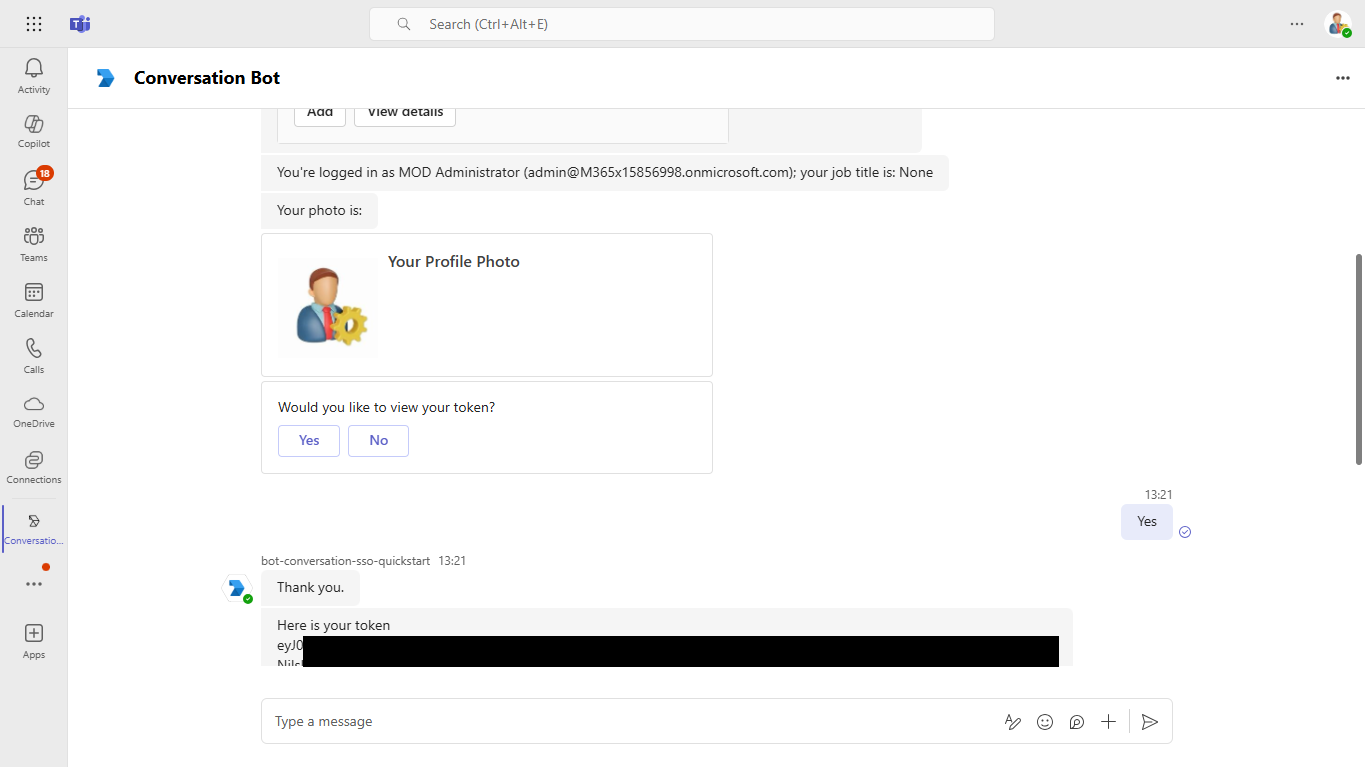 Search (Ctrl+Alt+E)
Activity
Copilot
18
Chat
Teams
Calendar
Calls
OneDrive
Connections
Conversatio...
Apps
Conversation Bot
Add
View details
You're logged in as MOD Administrator (admin@M365x15856998.onmicrosoft.com); your job title is: None
Your photo is:
Your Profile Photo
Would you like to view your token?
Yes
No
13:21
Yes
bot-conversation-sso-quickstart 13:21
Thank you.
Here is your token
eyJ0
Type a message